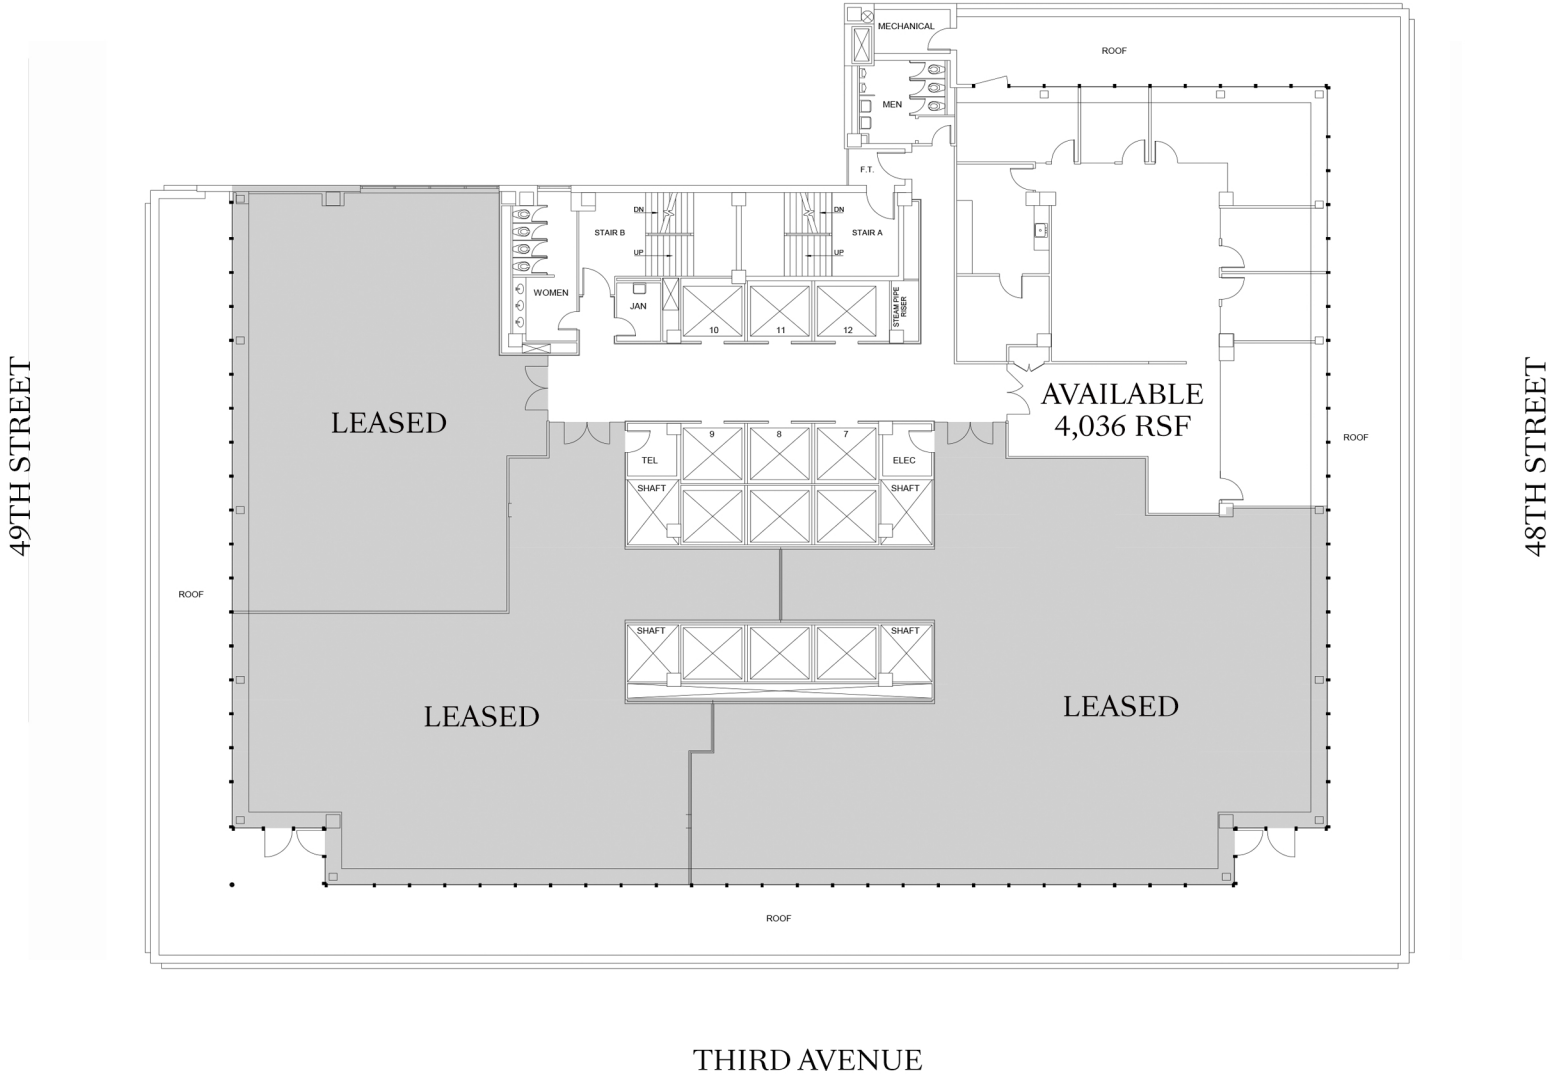 MECHANICAL
ROOF
MEN
F.T.
DN
DN
STAIR B
STAIR A
UP
UP
WOMEN
JAN
STEAM PIPE
RISER
10
11
12
49TH STREET
48TH STREET
LEASED
AVAILABLE
4,036 RSF
ROOF
9
8
7
TEL
ELEC
SHAFT
SHAFT
ROOF
SHAFT
SHAFT
LEASED
LEASED
ROOF
THIRD AVENUE